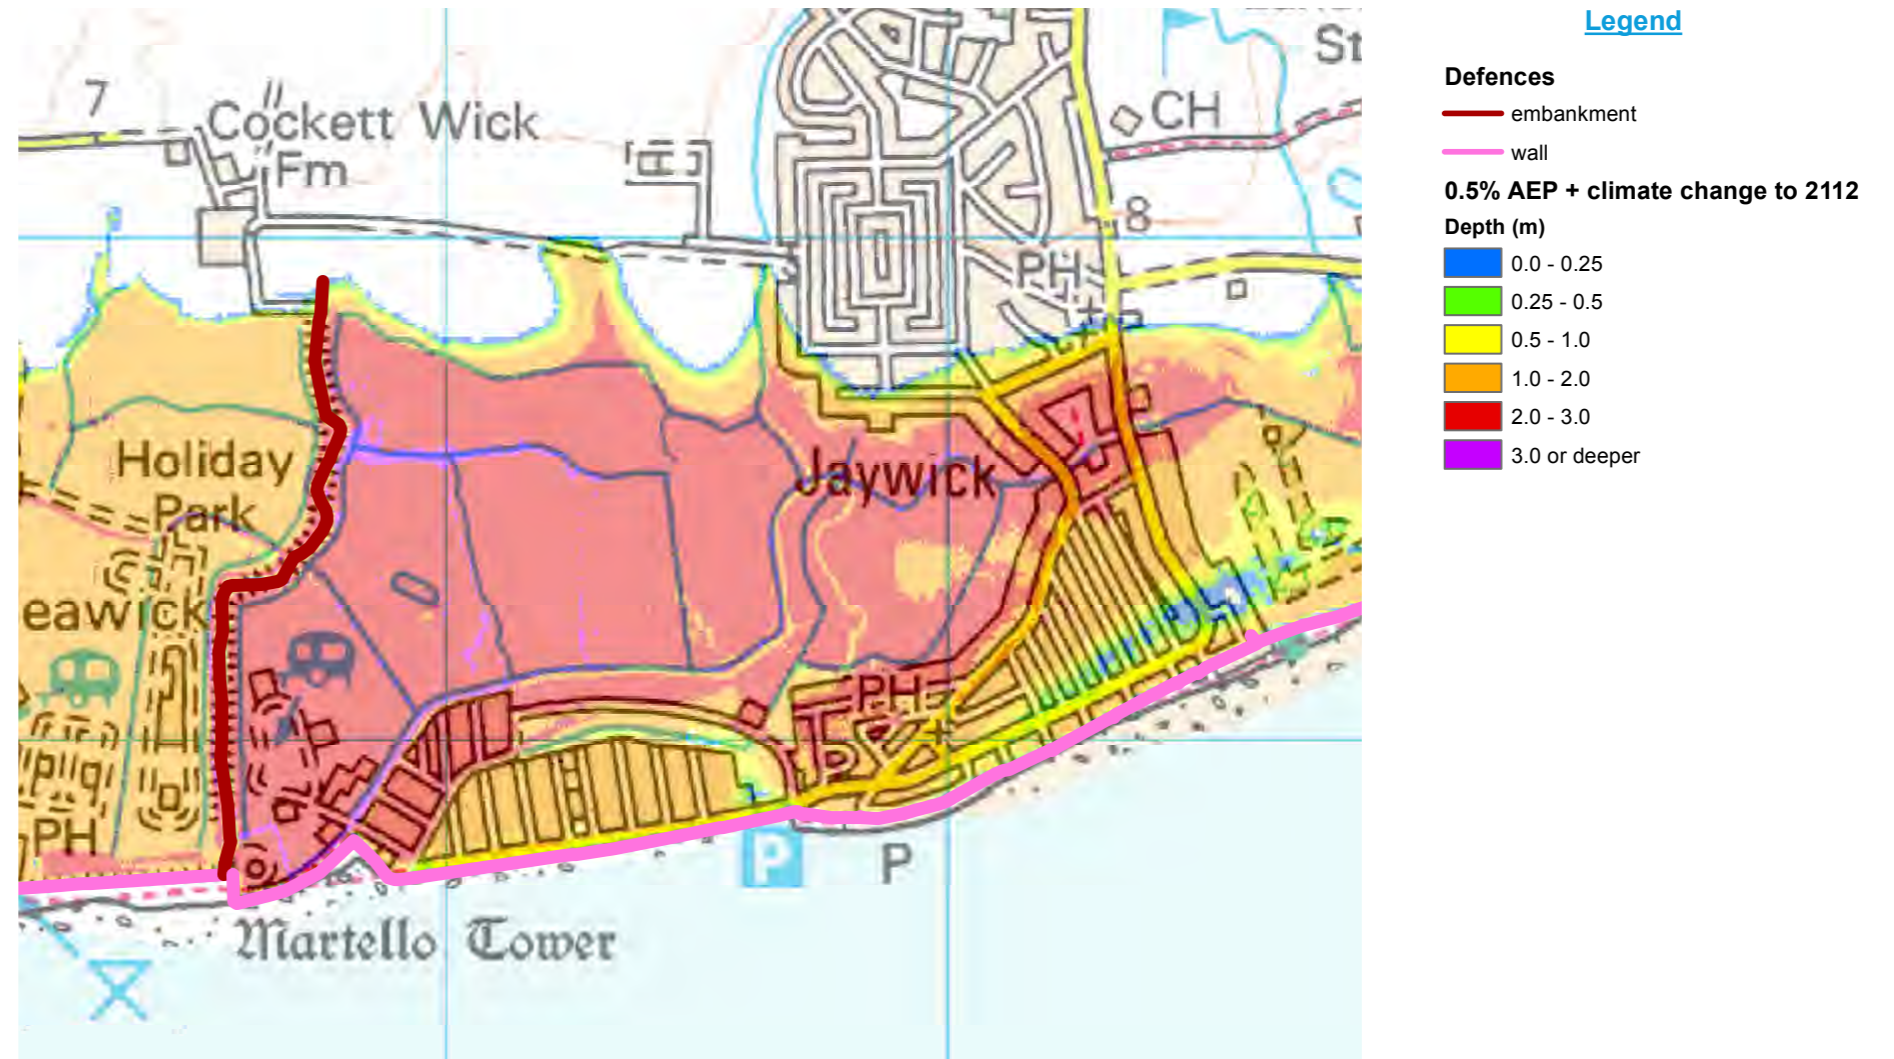 Legend
Defences
embankment
wall
0.5% AEP + climate change to 2112
Depth (m)
0.0 - 0.25
0.25 - 0.5
0.5 - 1.0
1.0 - 2.0
2.0 - 3.0
3.0 or deeper
St
7
Cockett Wick
Fm
CH
8
PH
Holiday
Park
Jaywick
eawick
PH
PH
P
P
Martello Tower